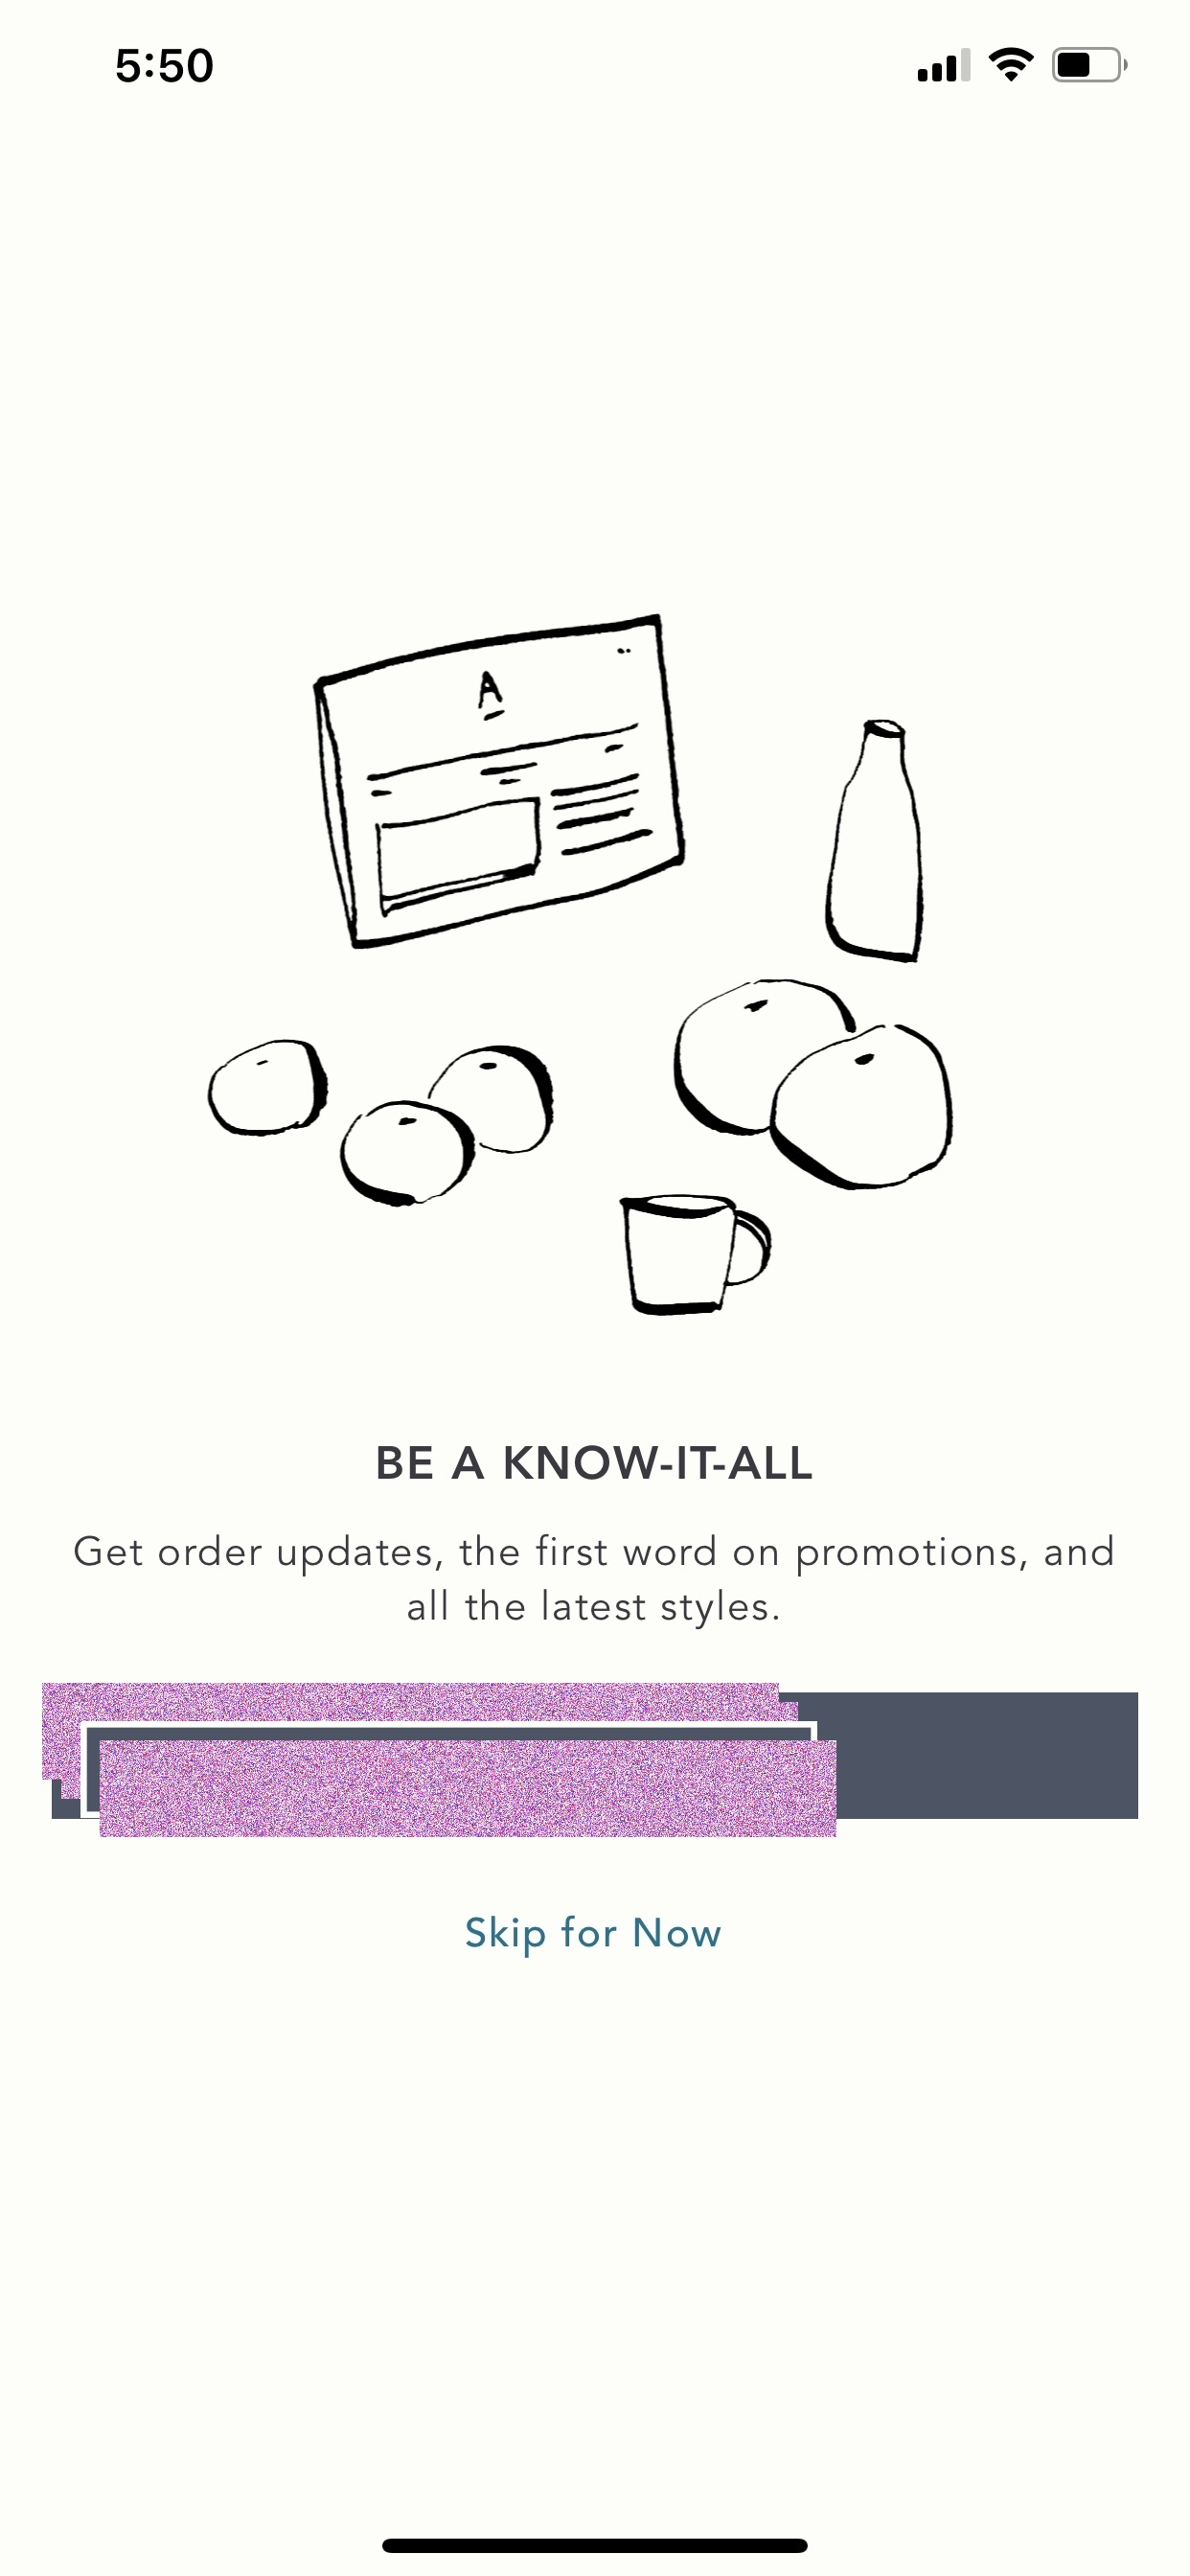 5:50
A
BE A KNOW-IT-ALL
Get order updates, the first word on promotions, and
all the latest styles.
Skip for Now